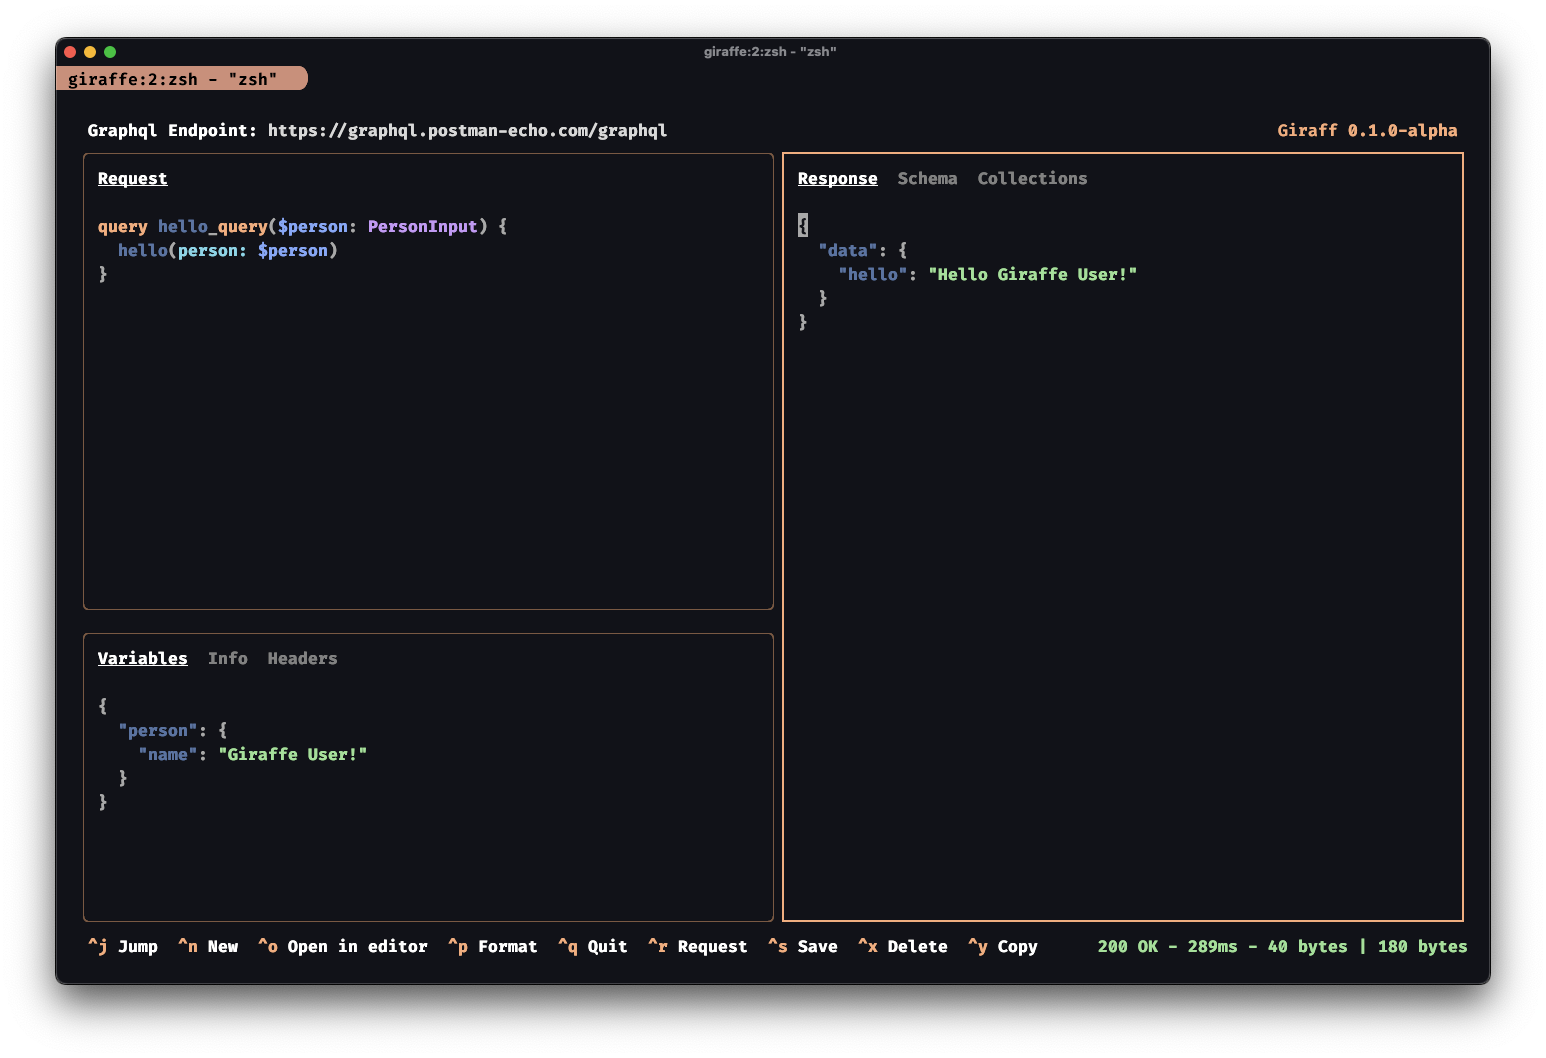 giraffe:2:zsh - "zsh"
giraffe:2:zsh - "zsh"
Graphql Endpoint: https://graphql.postman-echo.com/graphql
Giraff 0.1.0-alpha
Request
query hello_query($person: PersonInput) {
  hello(person: $person)
}
Variables Info Headers
{
  "person": {
    "name": "Giraffe User!"
  }
}
Response Schema Collections
{
  "data": {
    "hello": "Hello Giraffe User!"
  }
}
^j Jump ^n New ^o Open in editor ^p Format ^q Quit ^r Request ^s Save ^x Delete ^y Copy
200 OK - 289ms - 40 bytes | 180 bytes